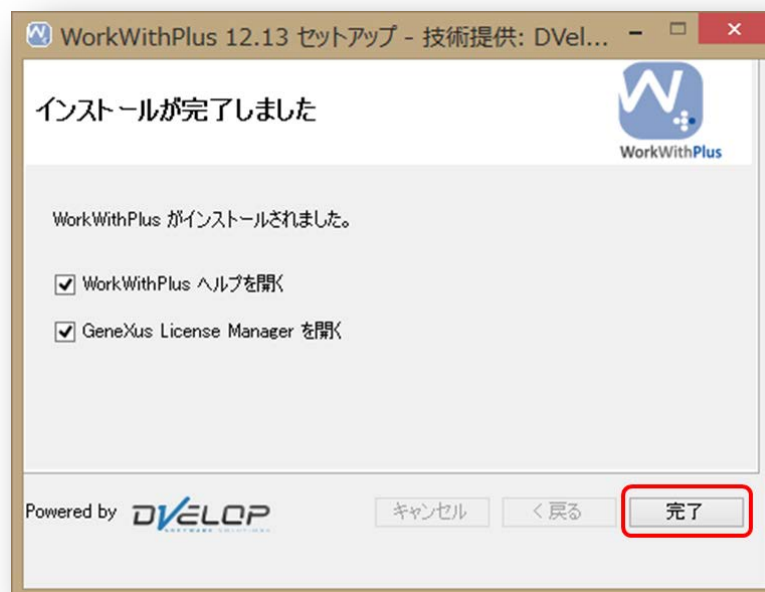 WorkWithPlus 12.13 セットアップ - 技術提供: DVel...
インストールが完了しました
WorkWithPlus
WorkWithPlus がインストールされました。
WorkWithPlus ヘルプを開く
GeneXus License Manager を開く
Powered by DVELOP
キャンセル
< 戻る
完了